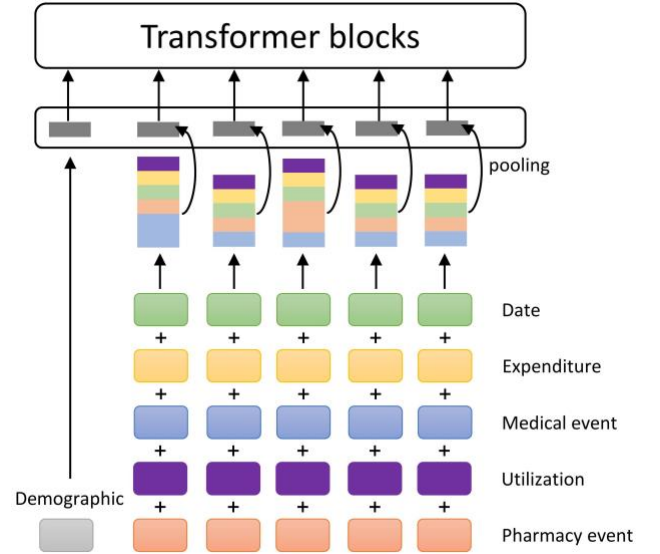 Transformer blocks
pooling
Date
+ + + + +
Expenditure
+ + + + +
Medical event
+ + + + +
Utilization
Demographic
+ + + + +
Pharmacy event